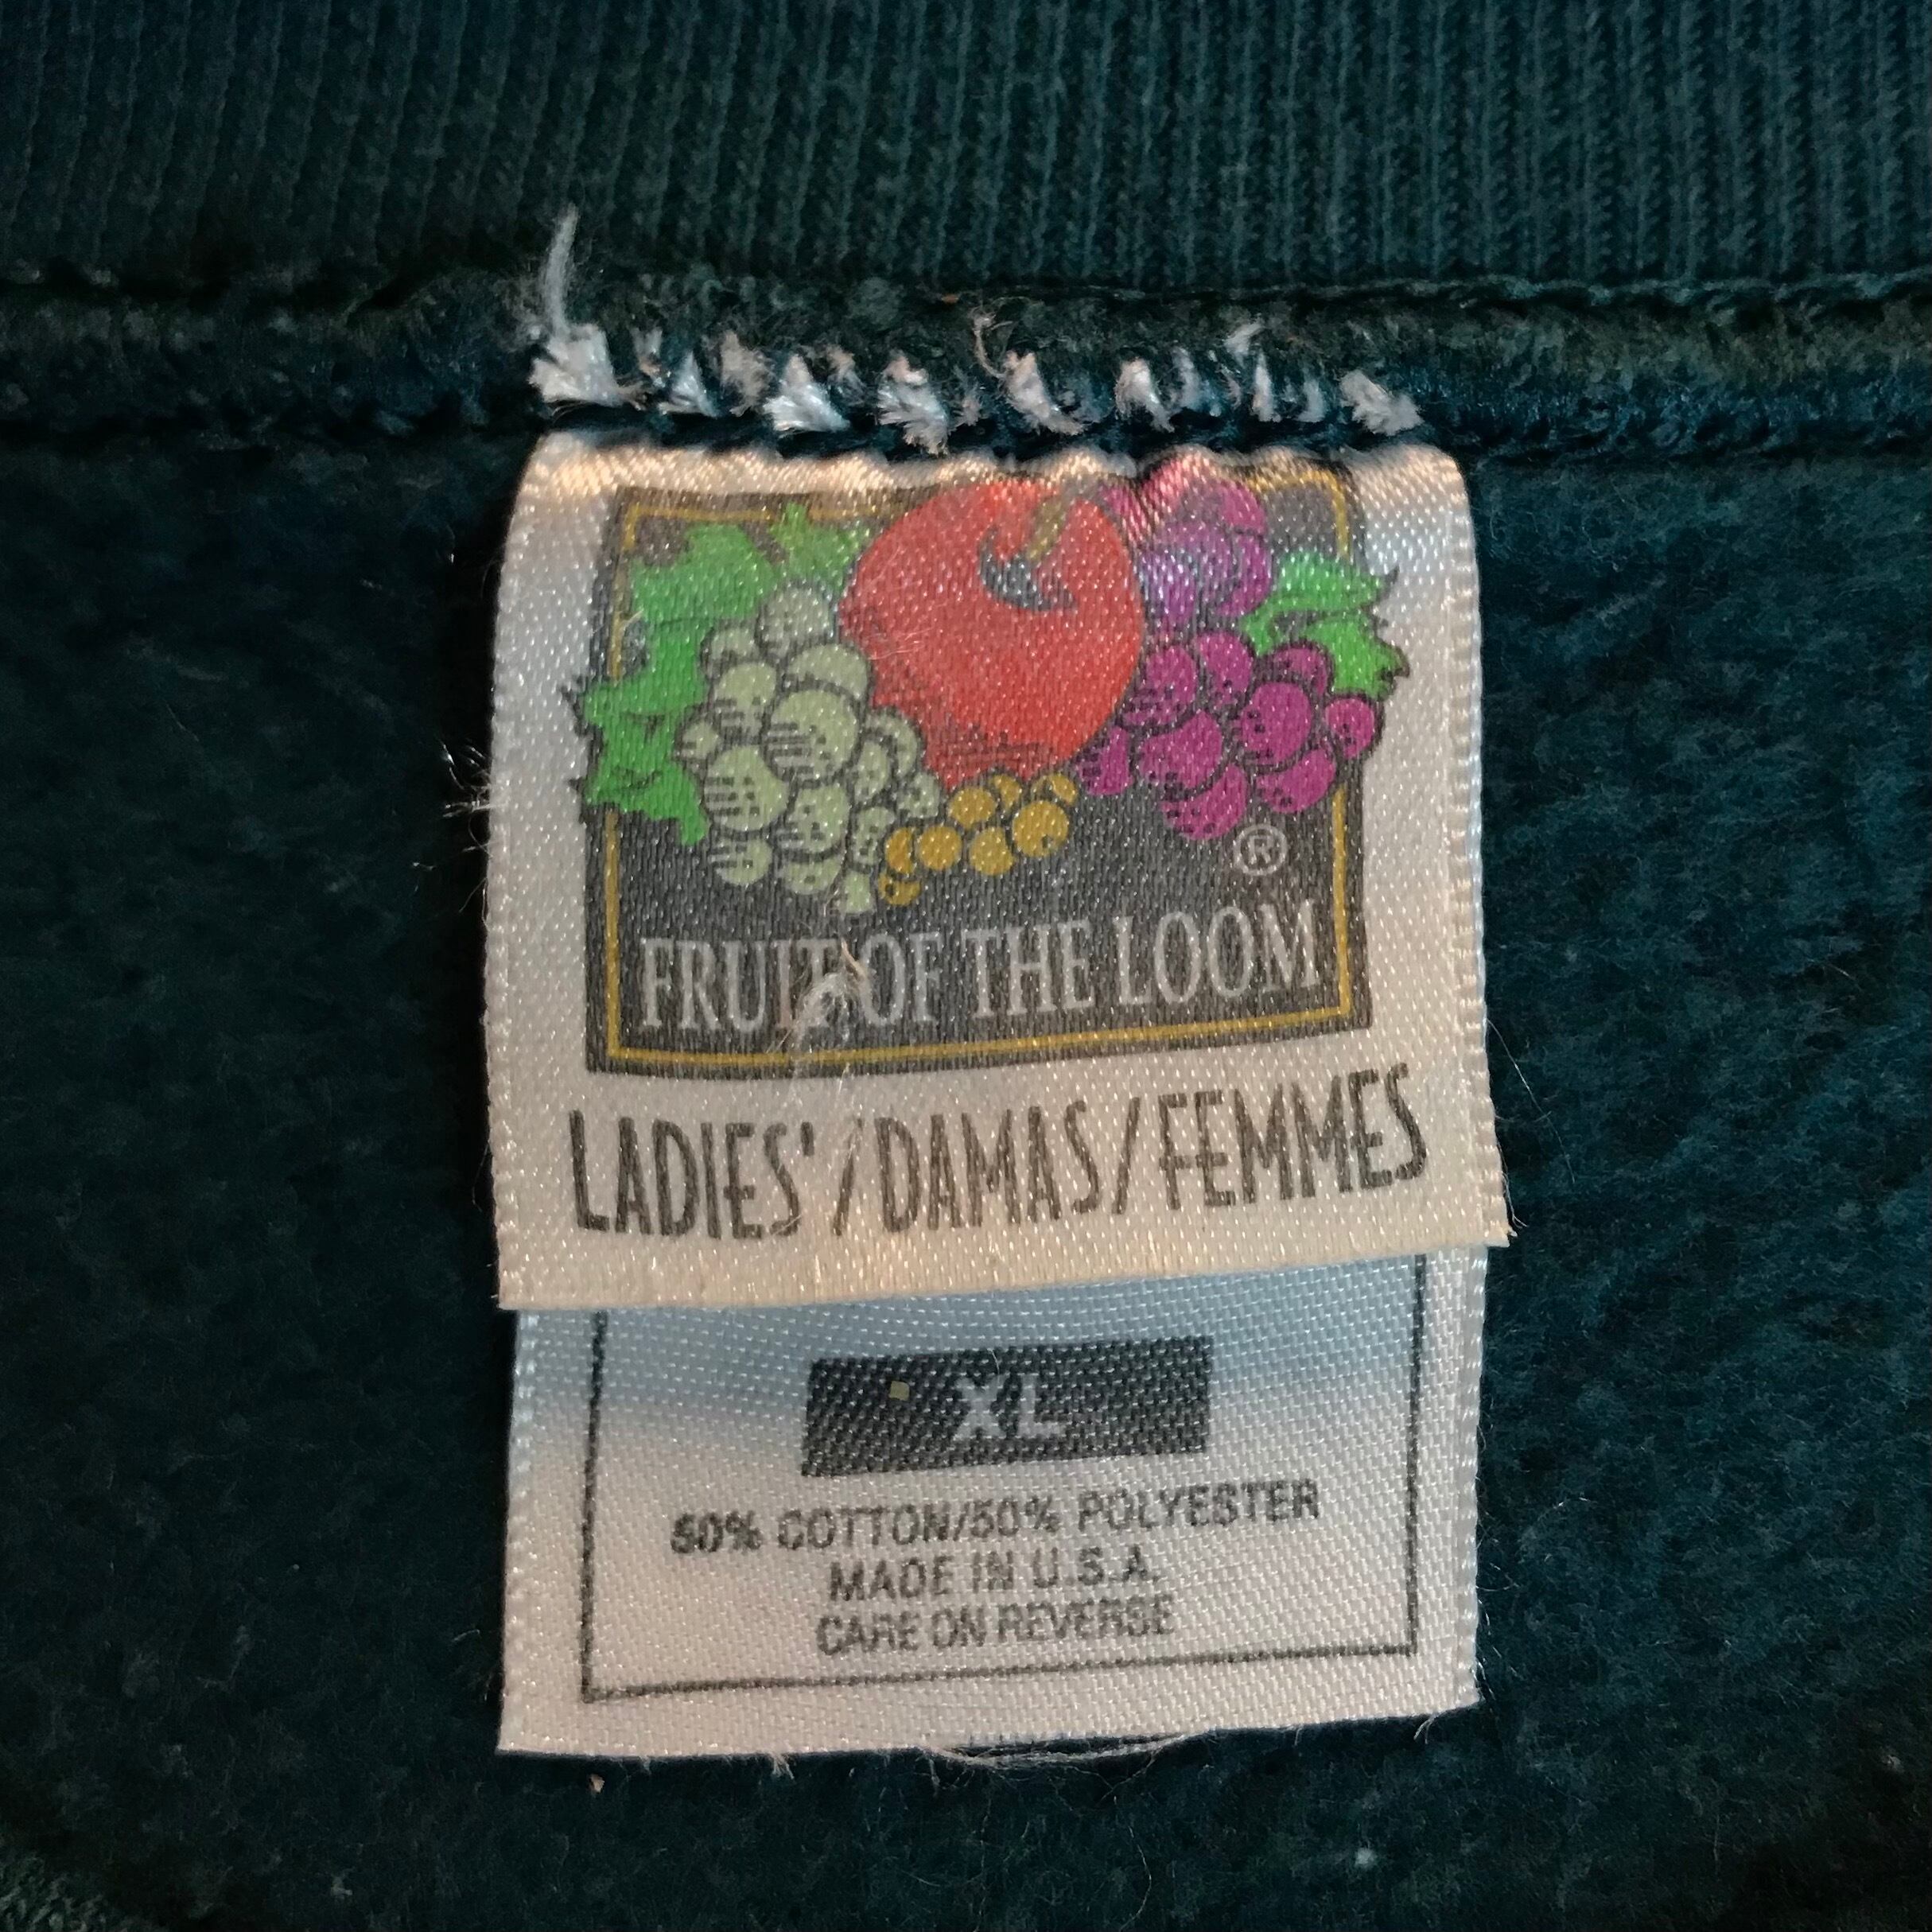 ®
FRUIT OF THE LOOM
LADIES'/DAMAS/FEMMES
XL
50% COTTON/50% POLYESTER
MADE IN U.S.A.
CARE ON REVERSE